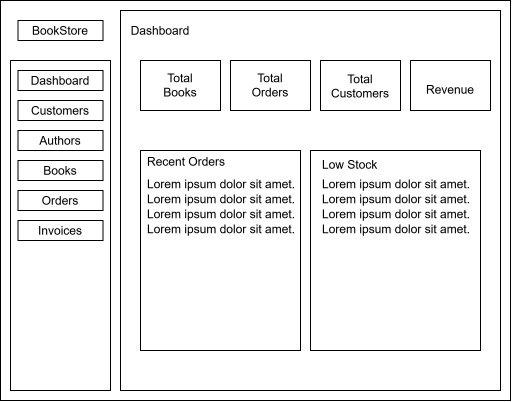 BookStore
Dashboard
Customers
Authors
Books
Orders
Invoices
Dashboard
Total
Books
Total
Orders
Total
Customers
Revenue
Recent Orders
Lorem ipsum dolor sit amet.
Lorem ipsum dolor sit amet.
Lorem ipsum dolor sit amet.
Lorem ipsum dolor sit amet.
Low Stock
Lorem ipsum dolor sit amet.
Lorem ipsum dolor sit amet.
Lorem ipsum dolor sit amet.
Lorem ipsum dolor sit amet.